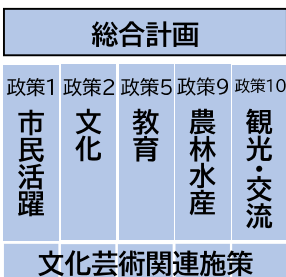 総合計画
政策1
市民活躍
政策2
文化
政策5
教育
政策9
農林水産
政策10
観光・交流
文化芸術関連施策